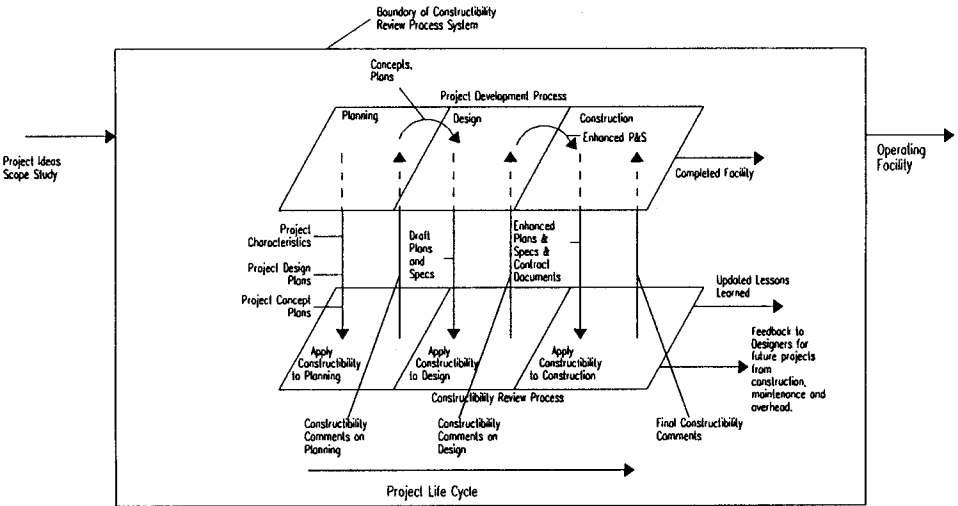 Boundary of Constructibility
Review Process System
Concepts,
Plans
Project Development Process
Planning
Design
Construction
Enhanced P&S
Project Ideas
Scope Study
Operating
Facility
Completed Facility
Project
Characteristics
Project Design
Plans
Project Concept
Plans
Draft
Plans
and
Specs
Enhanced
Plans &
Specs &
Contract
Documents
Updated Lessons
Learned
Feedback to
Designers for
future projects
from
construction,
maintenance and
overhead.
Apply
Constructibility
to Planning
Apply
Constructibility
to Design
Apply
Constructibility
to Construction
Constructibility Review Process
Constructibility
Comments on
Planning
Constructibility
Comments on
Design
Final Constructibility
Comments
Project Life Cycle